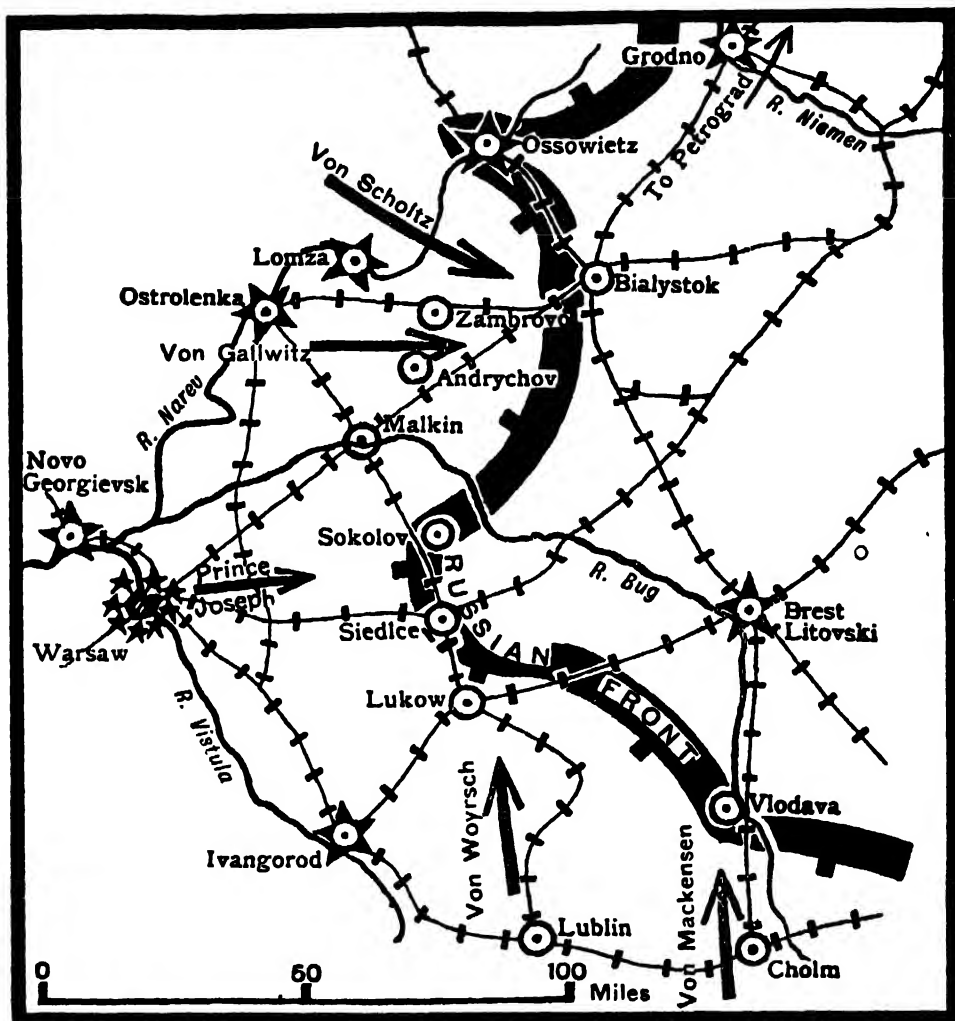 Grodno
R. Niemen
To Petrograd
Ossowietz
Von Scholtz
Lomza
Bialystok
Ostrolenka
Zambrovo
Von Gallwitz
Andrychov
R. Narev
Malkin
Novo
Georgievsk
Sokolov
RUSSIAN FRONT
R. Bug
Prince
Joseph
Siedlce
Brest
Litovski
Warsaw
Lukow
R. Vistula
Vlodava
Ivangorod
Von Woyrsch
Von Mackensen
Lublin
Cholm
0 50 100
Miles